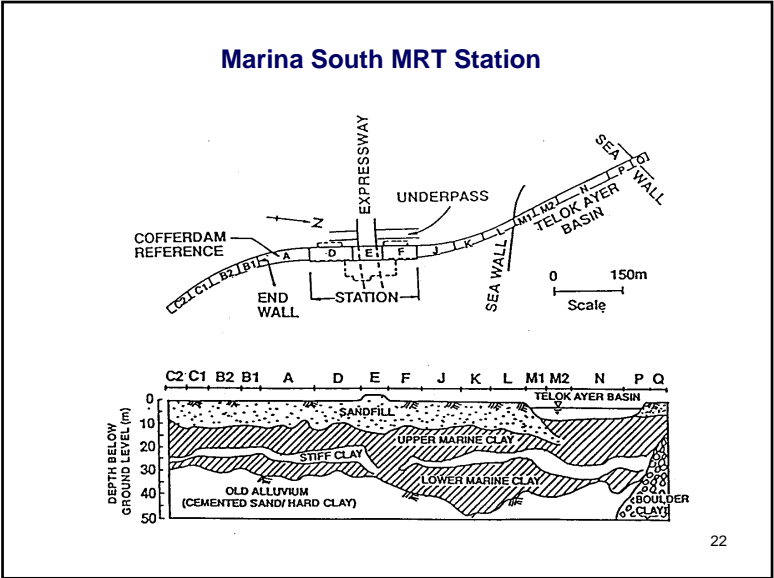 Marina South MRT Station
EXPRESSWAY
UNDERPASS
N
COFFERDAM
REFERENCE
C2 C1 B2 B1 A D E F J K L M1 M2 N P Q
END
WALL
STATION
SEA WALL
TELOK AYER
BASIN
SEA
WALL
0 150m
Scale
C2 C1 B2 B1 A D E F J K L M1 M2 N P Q
TELOK AYER BASIN
DEPTH BELOW
GROUND LEVEL (m)
0
10
20
30
40
50
SANDFILL
UPPER MARINE CLAY
STIFF CLAY
LOWER MARINE CLAY
OLD ALLUVIUM
(CEMENTED SAND/ HARD CLAY)
BOULDER
CLAY
22